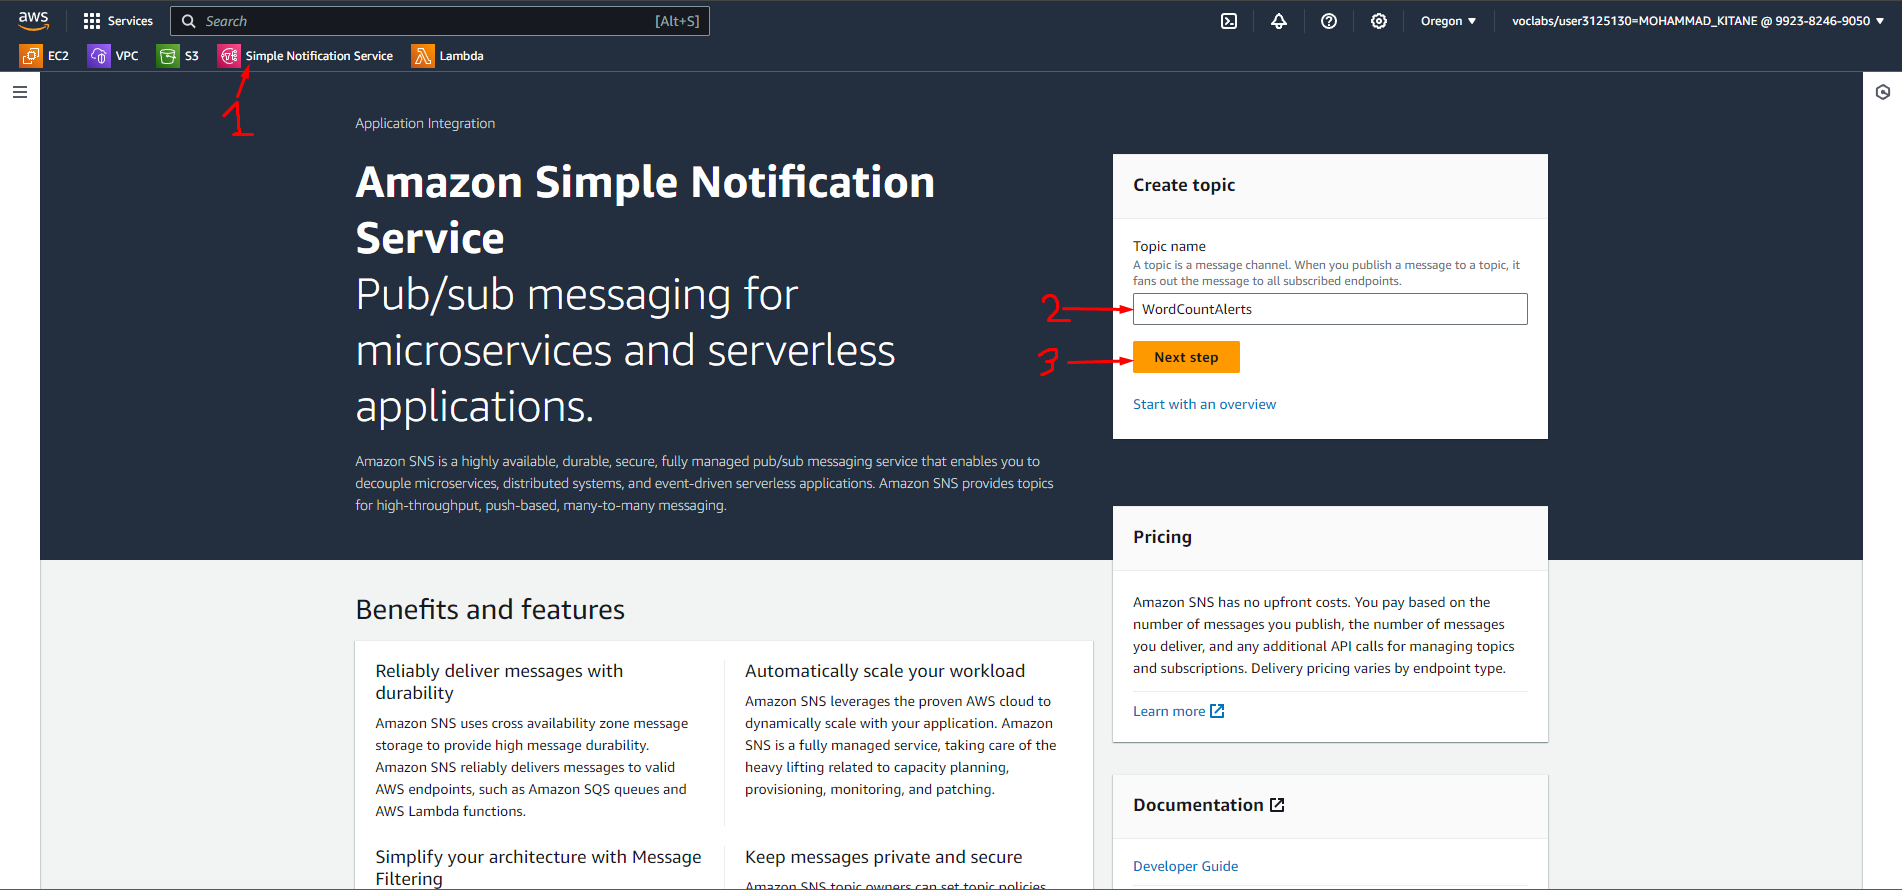 aws
Services
Search
[Alt+S]
Oregon
voclabs/user3125130=MOHAMMAD_KITANE @ 9923-8246-9050
EC2
VPC
S3
Simple Notification Service
Lambda
1
Application Integration
Amazon Simple Notification
Service
Pub/sub messaging for
microservices and serverless
applications.
Amazon SNS is a highly available, durable, secure, fully managed pub/sub messaging service that enables you to
decouple microservices, distributed systems, and event-driven serverless applications. Amazon SNS provides topics
for high-throughput, push-based, many-to-many messaging.
Create topic
Topic name
A topic is a message channel. When you publish a message to a topic, it
fans out the message to all subscribed endpoints.
2
WordCountAlerts
3
Next step
Start with an overview
Pricing
Amazon SNS has no upfront costs. You pay based on the
number of messages you publish, the number of messages
you deliver, and any additional API calls for managing topics
and subscriptions. Delivery pricing varies by endpoint type.
Learn more
Benefits and features
Reliably deliver messages with
durability
Amazon SNS uses cross availability zone message
storage to provide high message durability.
Amazon SNS reliably delivers messages to valid
AWS endpoints, such as Amazon SQS queues and
AWS Lambda functions.
Automatically scale your workload
Amazon SNS leverages the proven AWS cloud to
dynamically scale with your application. Amazon
SNS is a fully managed service, taking care of the
heavy lifting related to capacity planning,
provisioning, monitoring, and patching.
Simplify your architecture with Message
Filtering
Keep messages private and secure
Amazon SNS topic owners can set topic policies
Documentation
Developer Guide